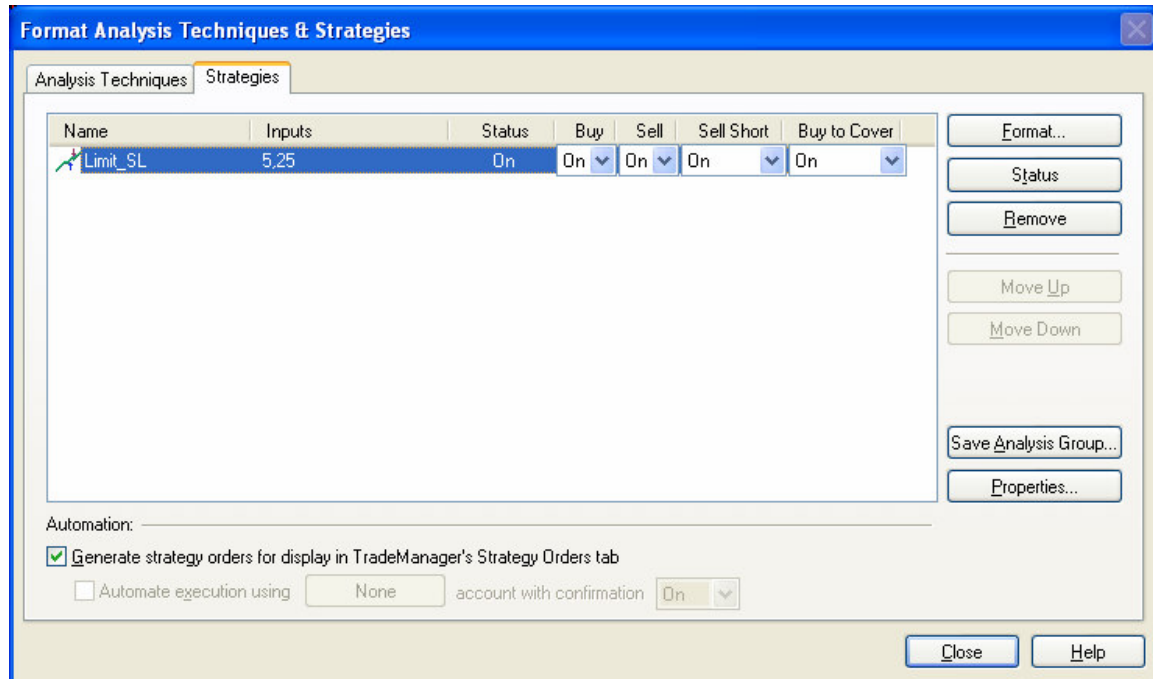 Format Analysis Techniques & Strategies
Analysis Techniques Strategies
Name Inputs Status Buy Sell Sell Short Buy to Cover
Limit_SL 5,25 On On On On On
Format...
Status
Remove
Move Up
Move Down
Save Analysis Group...
Properties...
Automation:
Generate strategy orders for display in TradeManager's Strategy Orders tab
Automate execution using None account with confirmation On
Close Help